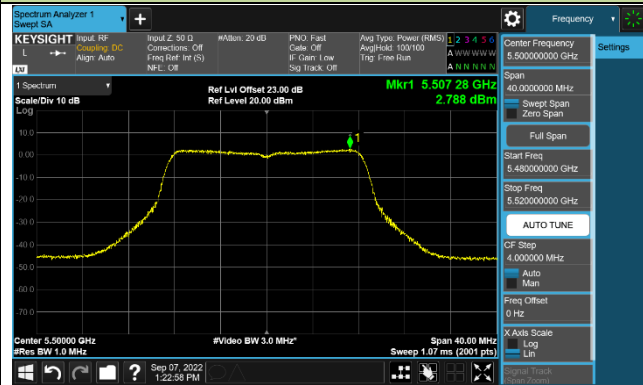 Spectrum Analyzer 1
Swept SA
Frequency
KEYSIGHT
L
LXI
Input: RF
Coupling: DC
Align: Auto
Input Z: 50 Ω
Corrections: Off
Freq Ref: Int (S)
NFE: Off
#Atten: 20 dB
PNO: Fast
Gate: Off
IF Gain: Low
Sig Track: Off
Avg Type: Power (RMS)
Avg|Hold: 100/100
Trig: Free Run
1 2 3 4 5 6
A W W W W W
A N N N N N
1 Spectrum
Scale/Div 10 dB
Log
Ref Lvl Offset 23.00 dB
Ref Level 20.00 dBm
Mkr1 5.507 28 GHz
2.788 dBm
1
10.0
0.00
-10.0
-20.0
-30.0
-40.0
-50.0
-60.0
-70.0
Center 5.50000 GHz
#Res BW 1.0 MHz
#Video BW 3.0 MHz*
Span 40.00 MHz
Sweep 1.07 ms (2001 pts)
Sep 07, 2022
1:22:58 PM
Center Frequency
5.500000000 GHz
Settings
Span
40.0000000 MHz
Swept Span
Zero Span
Full Span
Start Freq
5.480000000 GHz
Stop Freq
5.520000000 GHz
AUTO TUNE
CF Step
4.000000 MHz
Auto
Man
Freq Offset
0 Hz
X Axis Scale
Log
Lin
Signal Track
(Span Zoom)